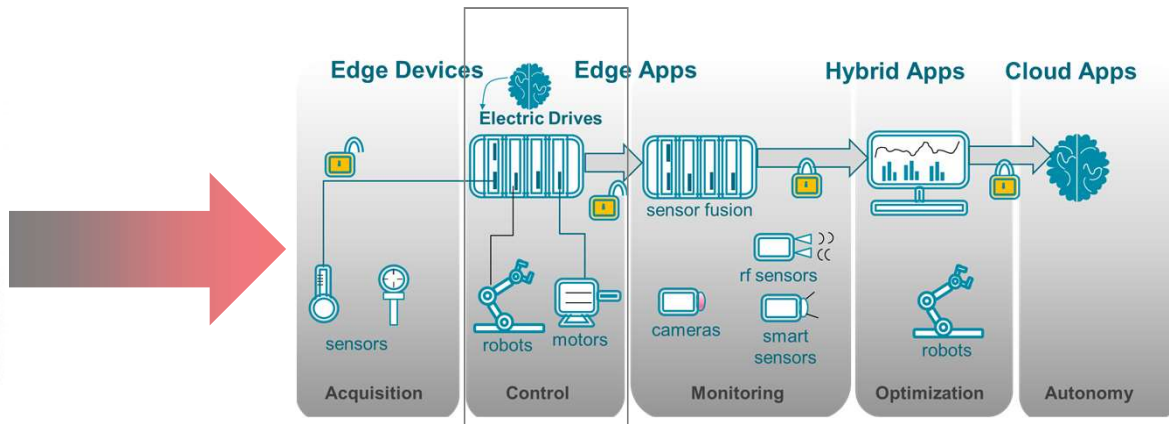 Edge Devices
Edge Apps
Hybrid Apps
Cloud Apps
Electric Drives
sensor fusion
rf sensors
sensors
robots
motors
cameras
smart
sensors
robots
Acquisition
Control
Monitoring
Optimization
Autonomy